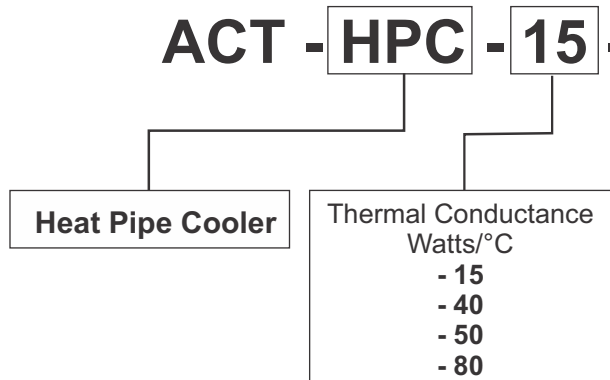 ACT - HPC - 15 -
Heat Pipe Cooler
Thermal Conductance
Watts/°C
- 15
- 40
- 50
- 80